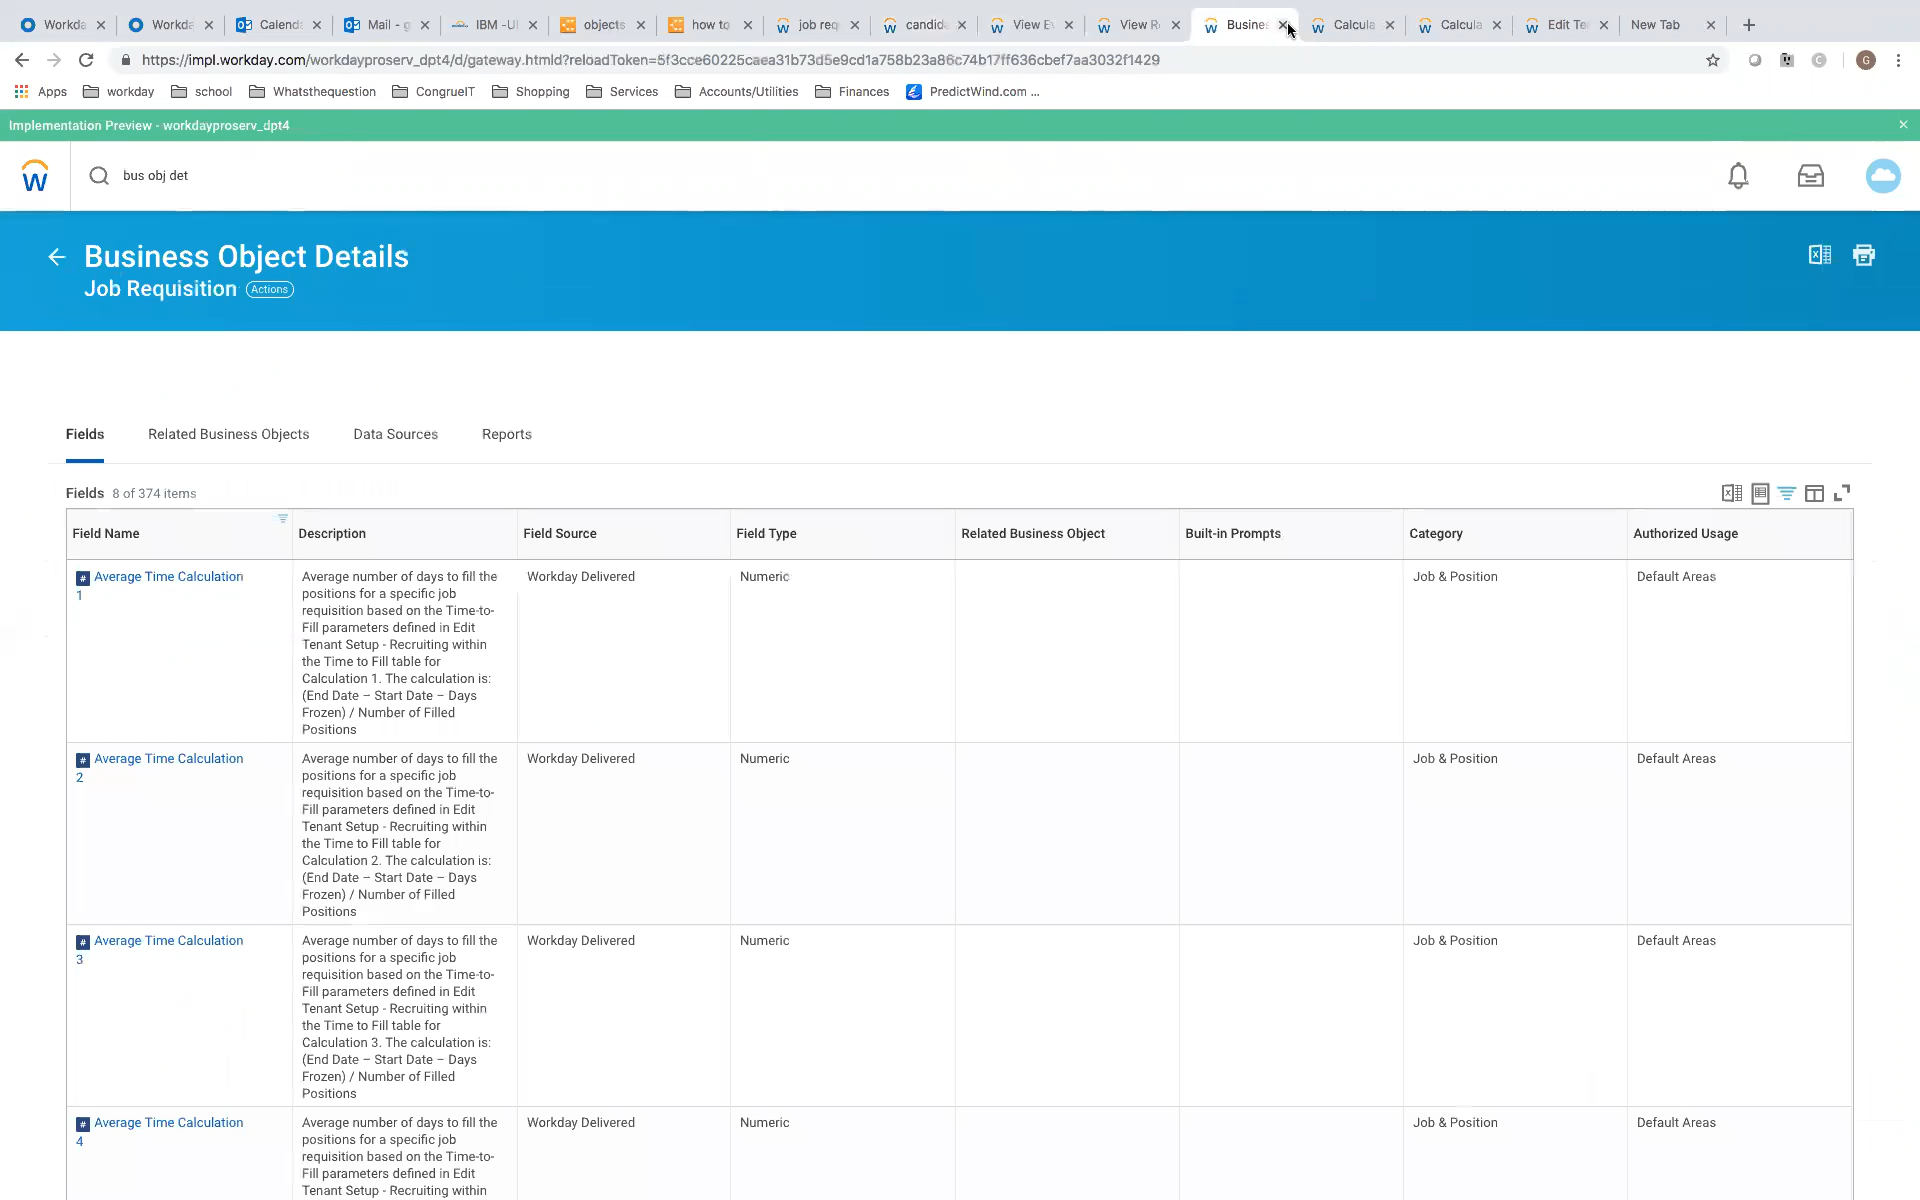 Workda
Workda
Calend
Mail – g
IBM -U
objects
how to
job req
candid
View E
View R
Busines
Calcula
Calcula
Edit Te
New Tab
https://impl.workday.com/workdayproserv_dpt4/d/gateway.htmld?reloadToken=5f3cce60225caea31b73d5e9cd1a758b23a86c74b17ff636cbef7aa3032f1429
G
Apps workday school Whatsthequestion CongrueIT Shopping Services Accounts/Utilities Finances PredictWind.com ...
Implementation Preview - workdayproserv_dpt4
bus obj det
Business Object Details
Job Requisition Actions
Fields Related Business Objects Data Sources Reports
Fields 8 of 374 items
Field Name Description Field Source Field Type Related Business Object Built-in Prompts Category Authorized Usage
# Average Time Calculation
1
Average number of days to fill the
positions for a specific job
requisition based on the Time-to-
Fill parameters defined in Edit
Tenant Setup - Recruiting within
the Time to Fill table for
Calculation 1. The calculation is:
(End Date – Start Date – Days
Frozen) / Number of Filled
Positions
Workday Delivered
Numeric
Job & Position
Default Areas
# Average Time Calculation
2
Average number of days to fill the
positions for a specific job
requisition based on the Time-to-
Fill parameters defined in Edit
Tenant Setup - Recruiting within
the Time to Fill table for
Calculation 2. The calculation is:
(End Date – Start Date – Days
Frozen) / Number of Filled
Positions
Workday Delivered
Numeric
Job & Position
Default Areas
# Average Time Calculation
3
Average number of days to fill the
positions for a specific job
requisition based on the Time-to-
Fill parameters defined in Edit
Tenant Setup - Recruiting within
the Time to Fill table for
Calculation 3. The calculation is:
(End Date – Start Date – Days
Frozen) / Number of Filled
Positions
Workday Delivered
Numeric
Job & Position
Default Areas
# Average Time Calculation
4
Average number of days to fill the
positions for a specific job
requisition based on the Time-to-
Fill parameters defined in Edit
Tenant Setup - Recruiting within
Workday Delivered
Numeric
Job & Position
Default Areas